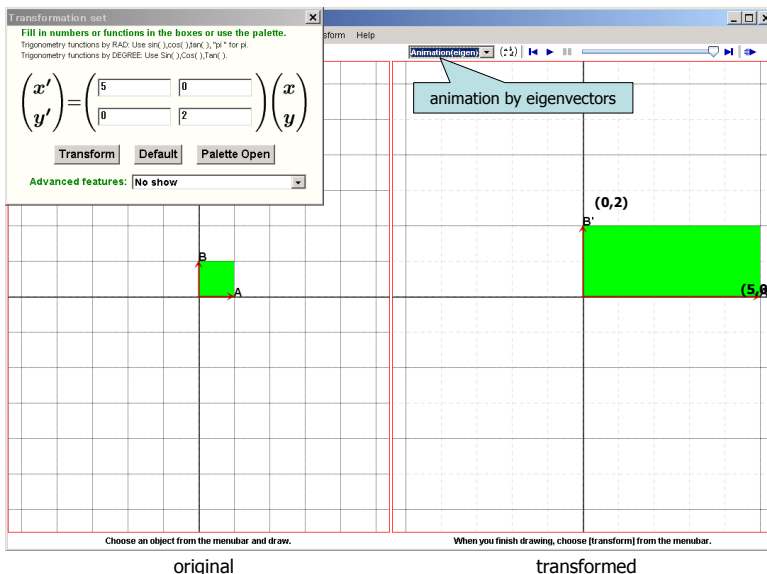 Transformation set
Fill in numbers or functions in the boxes or use the palette.
Trigonometry functions by RAD: Use sin( ),cos( ),tan( ), "pi " for pi.
Trigonometry functions by DEGREE: Use Sin( ),Cos( ),Tan( ).
x' = 5 0 x
y' 0 2 y
Transform Default Palette Open
Advanced features: No show
sform Help
Animation(eigen)
animation by eigenvectors
B
A
(0,2)
B'
(5,0
Choose an object from the menubar and draw.
When you finish drawing, choose [transform] from the menubar.
original
transformed